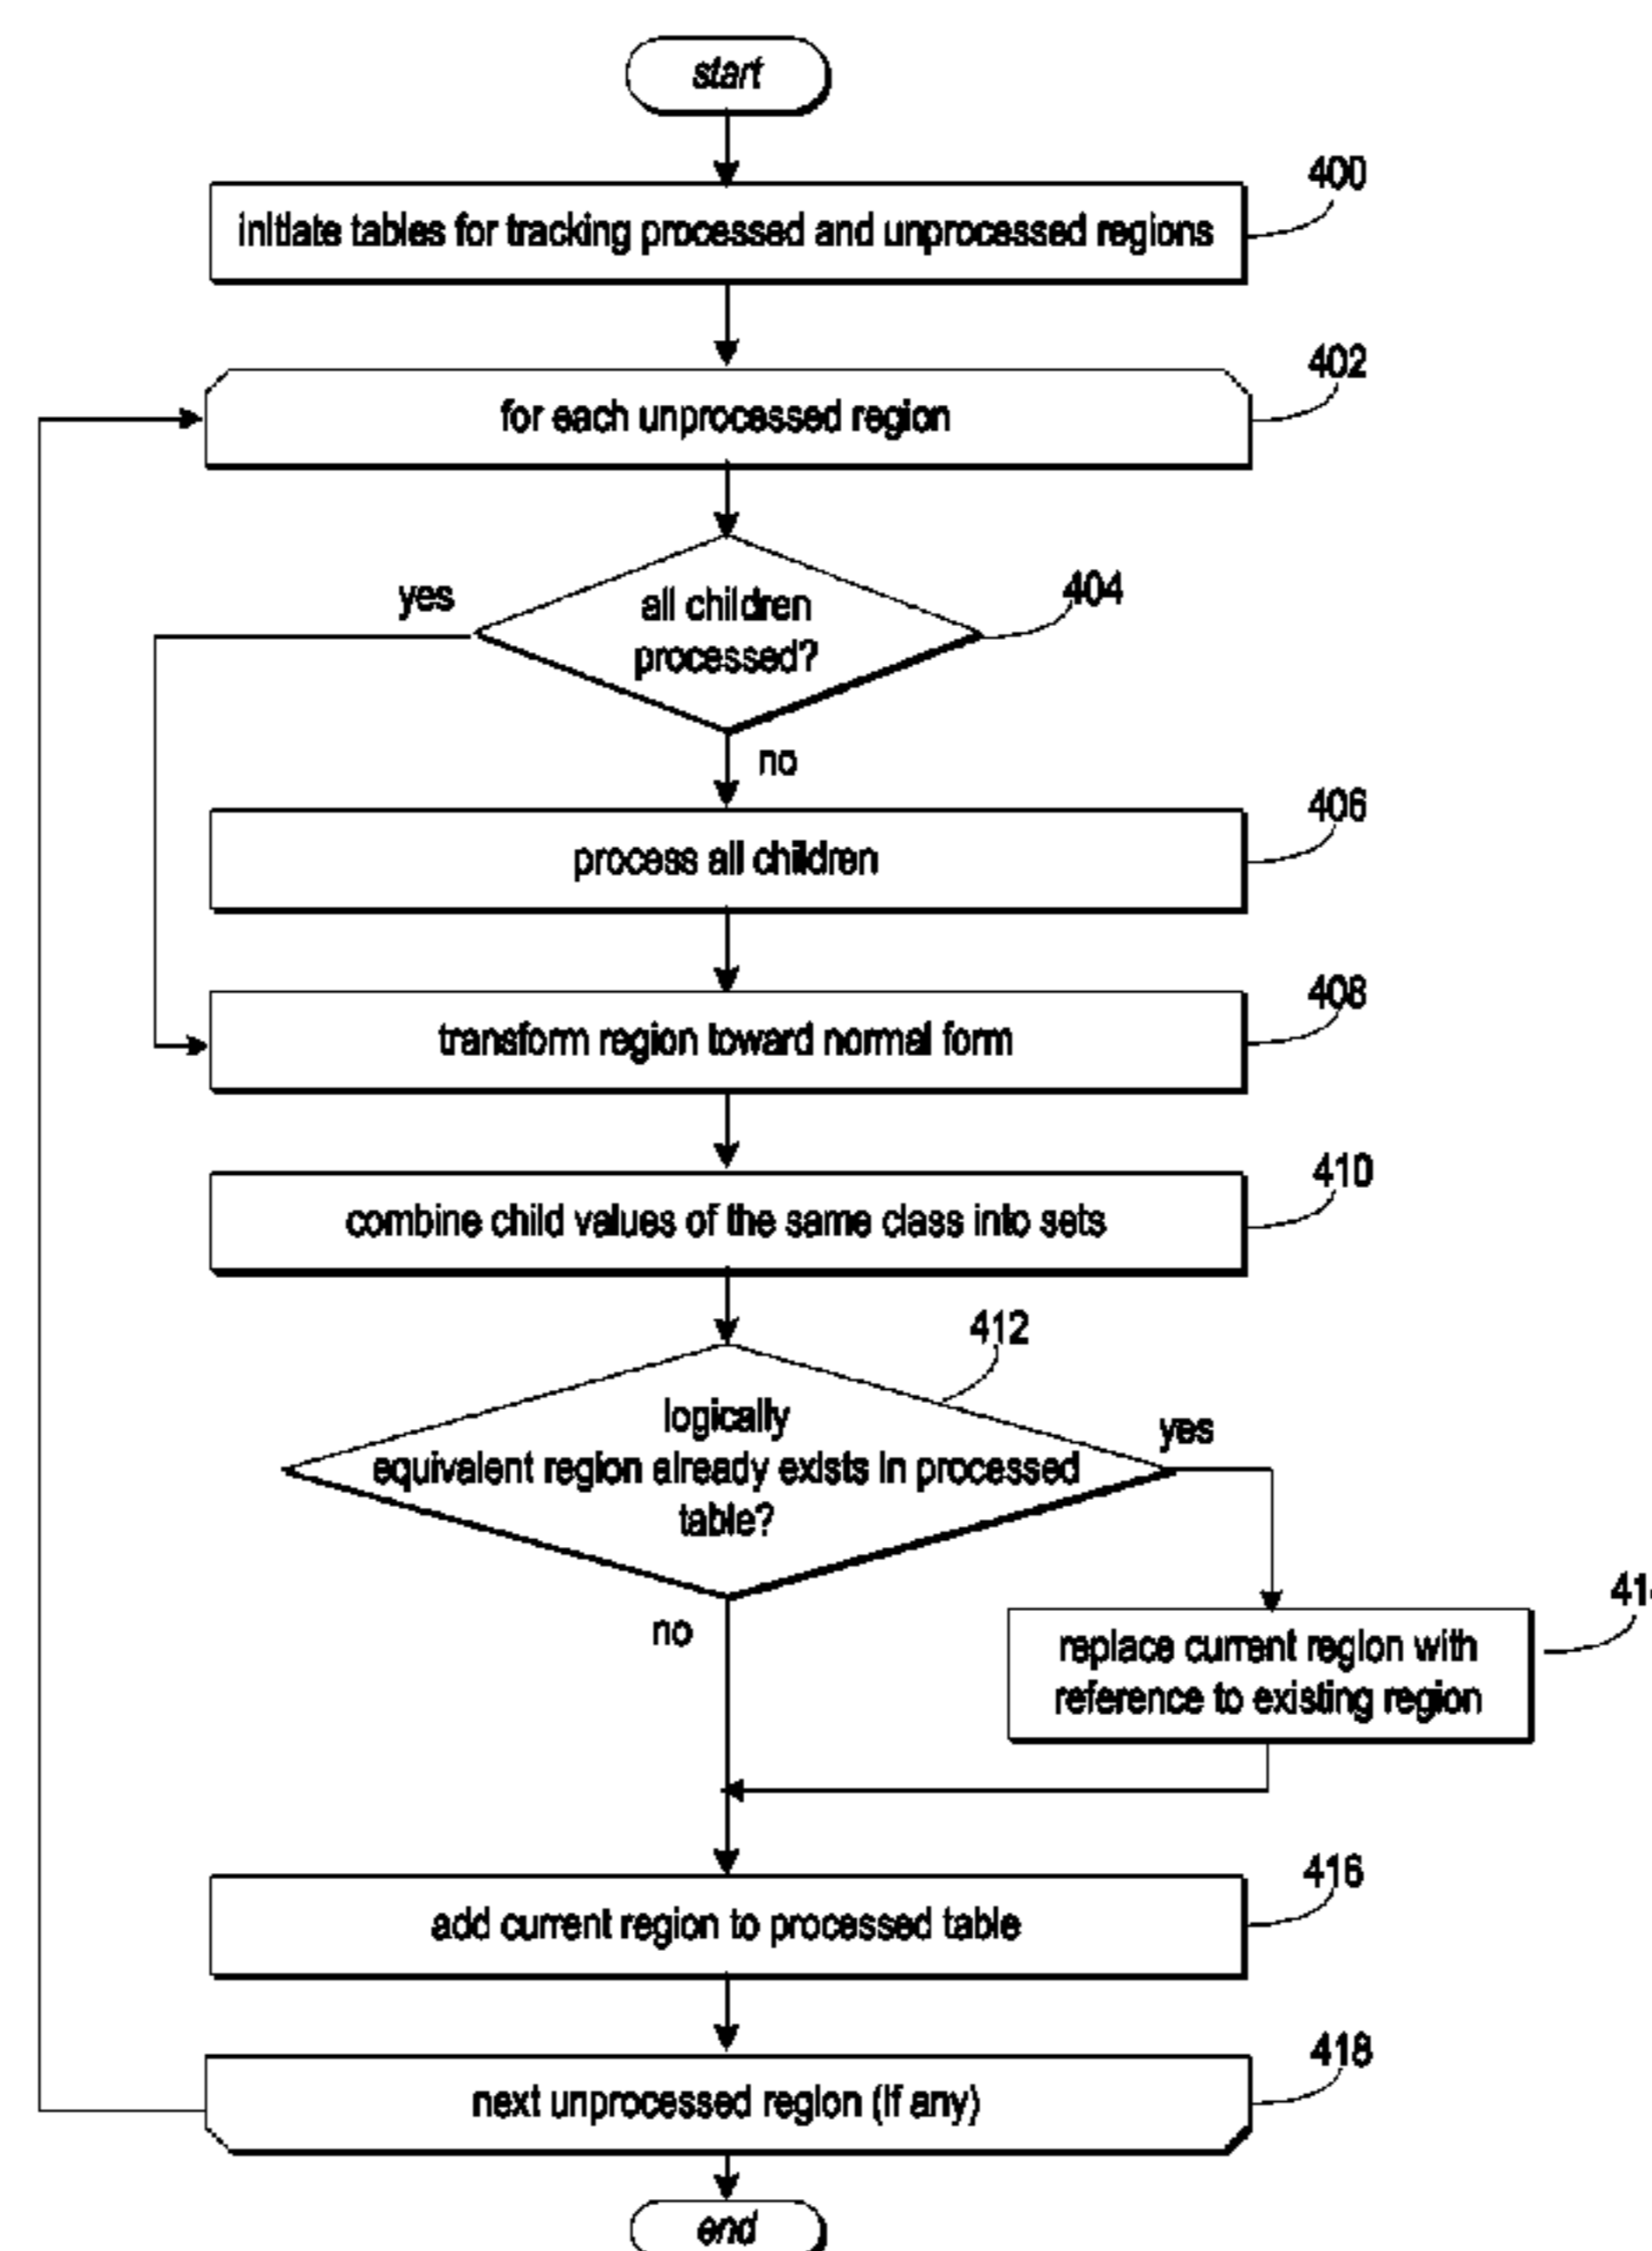 start
400
initiate tables for tracking processed and unprocessed regions
402
for each unprocessed region
404
yes
all children
processed?
no
406
process all children
408
transform region toward normal form
410
combine child values of the same class into sets
412
logically
equivalent region already exists in processed
table?
yes
no
replace current region with
reference to existing region
416
add current region to processed table
418
next unprocessed region (if any)
end